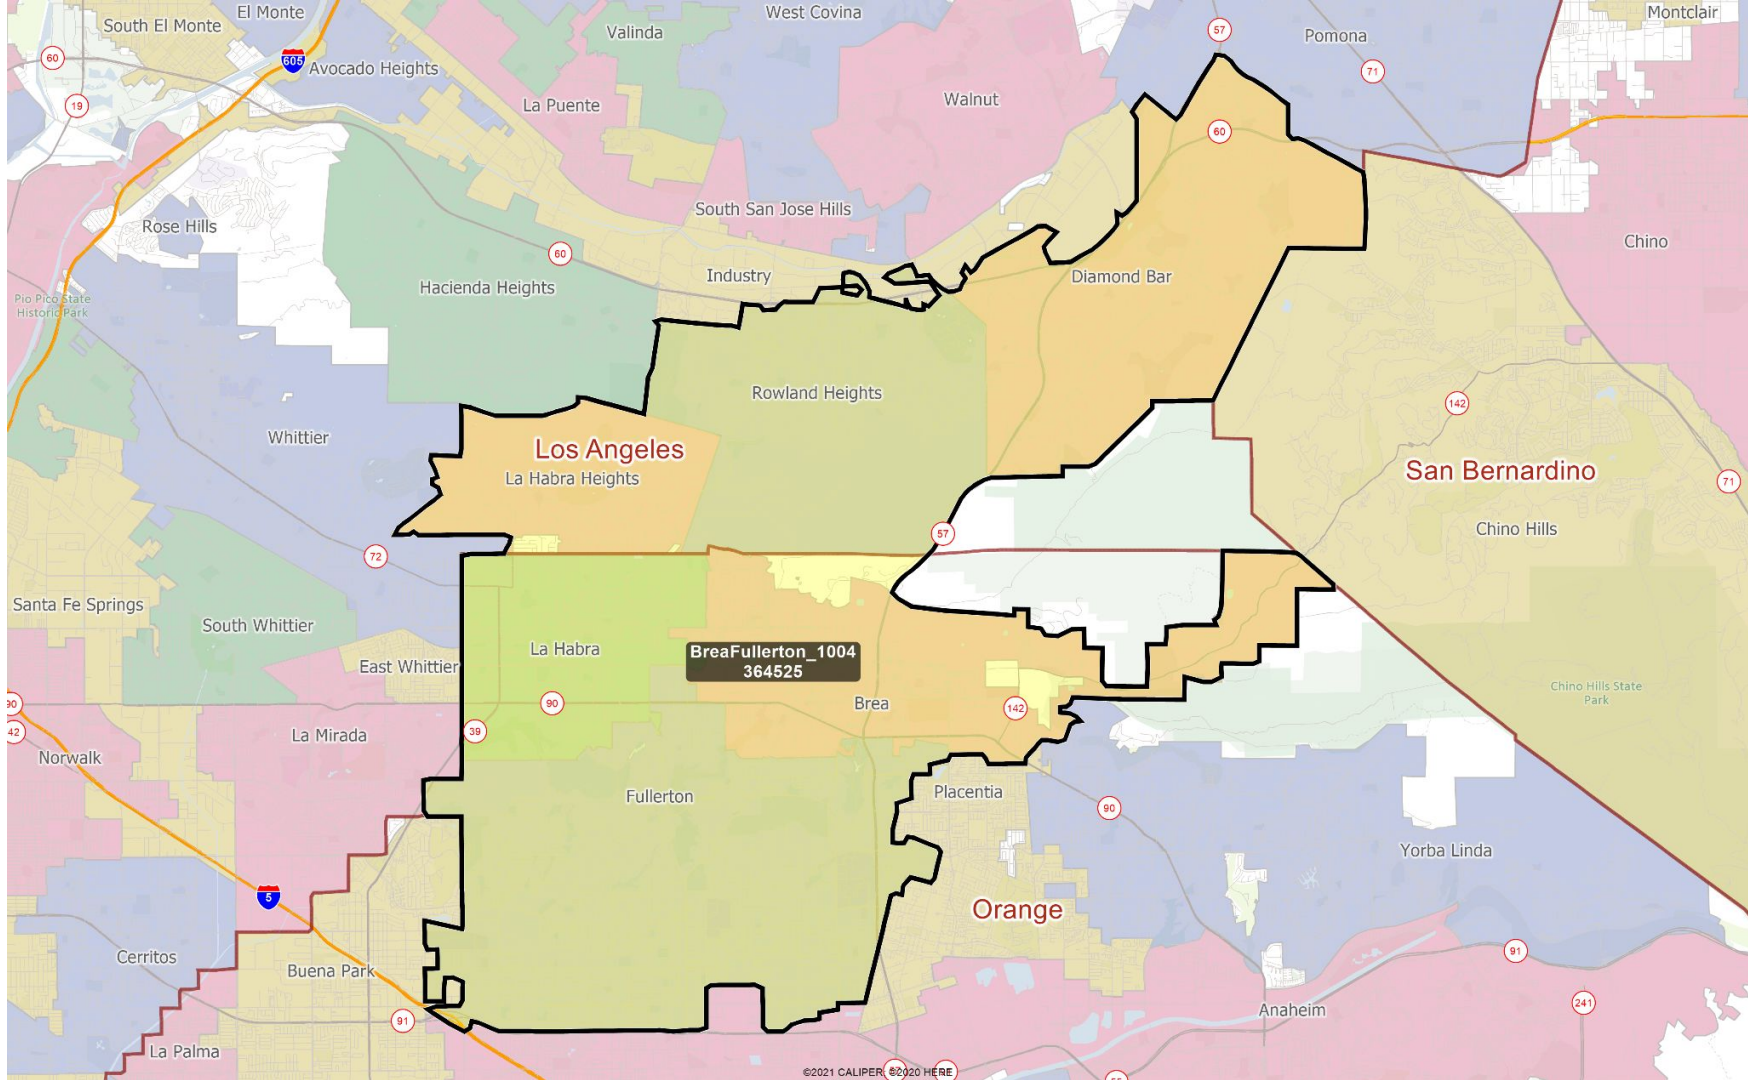 El Monte
West Covina
Montclair
South El Monte
57
Valinda
Pomona
60
605
Avocado Heights
71
19
La Puente
Walnut
60
South San Jose Hills
Rose Hills
Chino
60
Industry
Diamond Bar
Hacienda Heights
Pio Pico State
Historic Park
Rowland Heights
142
Whittier
Los Angeles
San Bernardino
La Habra Heights
71
Chino Hills
57
72
Santa Fe Springs
South Whittier
La Habra
BreaFullerton_1004
364525
East Whittier
Chino Hills State
Park
90
90
Brea
142
42
39
La Mirada
Norwalk
Placentia
Fullerton
90
Yorba Linda
5
Orange
Cerritos
91
Buena Park
241
Anaheim
91
La Palma
©2021 CALIPER; ©2020 HERE